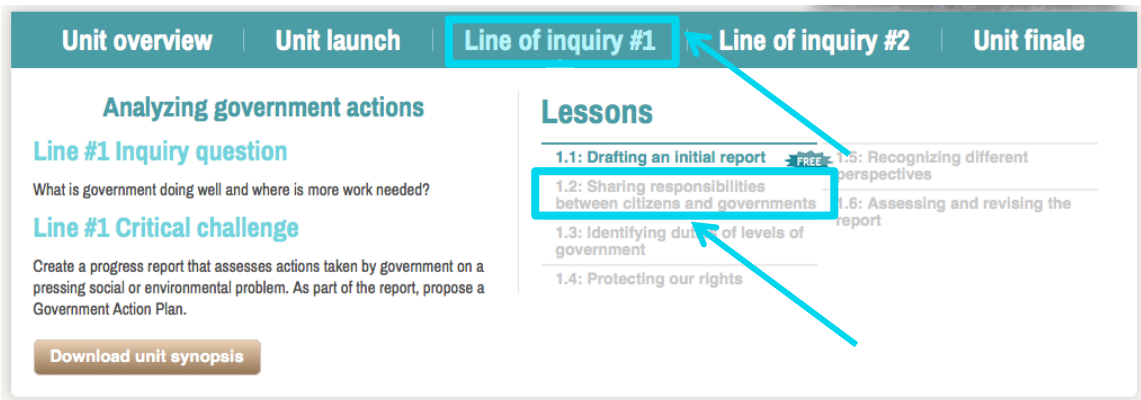 Unit overview
Unit launch
Line of inquiry #1
Line of inquiry #2
Unit finale
Analyzing government actions
Line #1 Inquiry question
What is government doing well and where is more work needed?
Line #1 Critical challenge
Create a progress report that assesses actions taken by government on a
pressing social or environmental problem. As part of the report, propose a
Government Action Plan.
Download unit synopsis
Lessons
1.1: Drafting an initial report
FREE
1.2: Sharing responsibilities
between citizens and governments
1.3: Identifying duties of levels of
government
1.4: Protecting our rights
1.5: Recognizing different
perspectives
1.6: Assessing and revising the
report